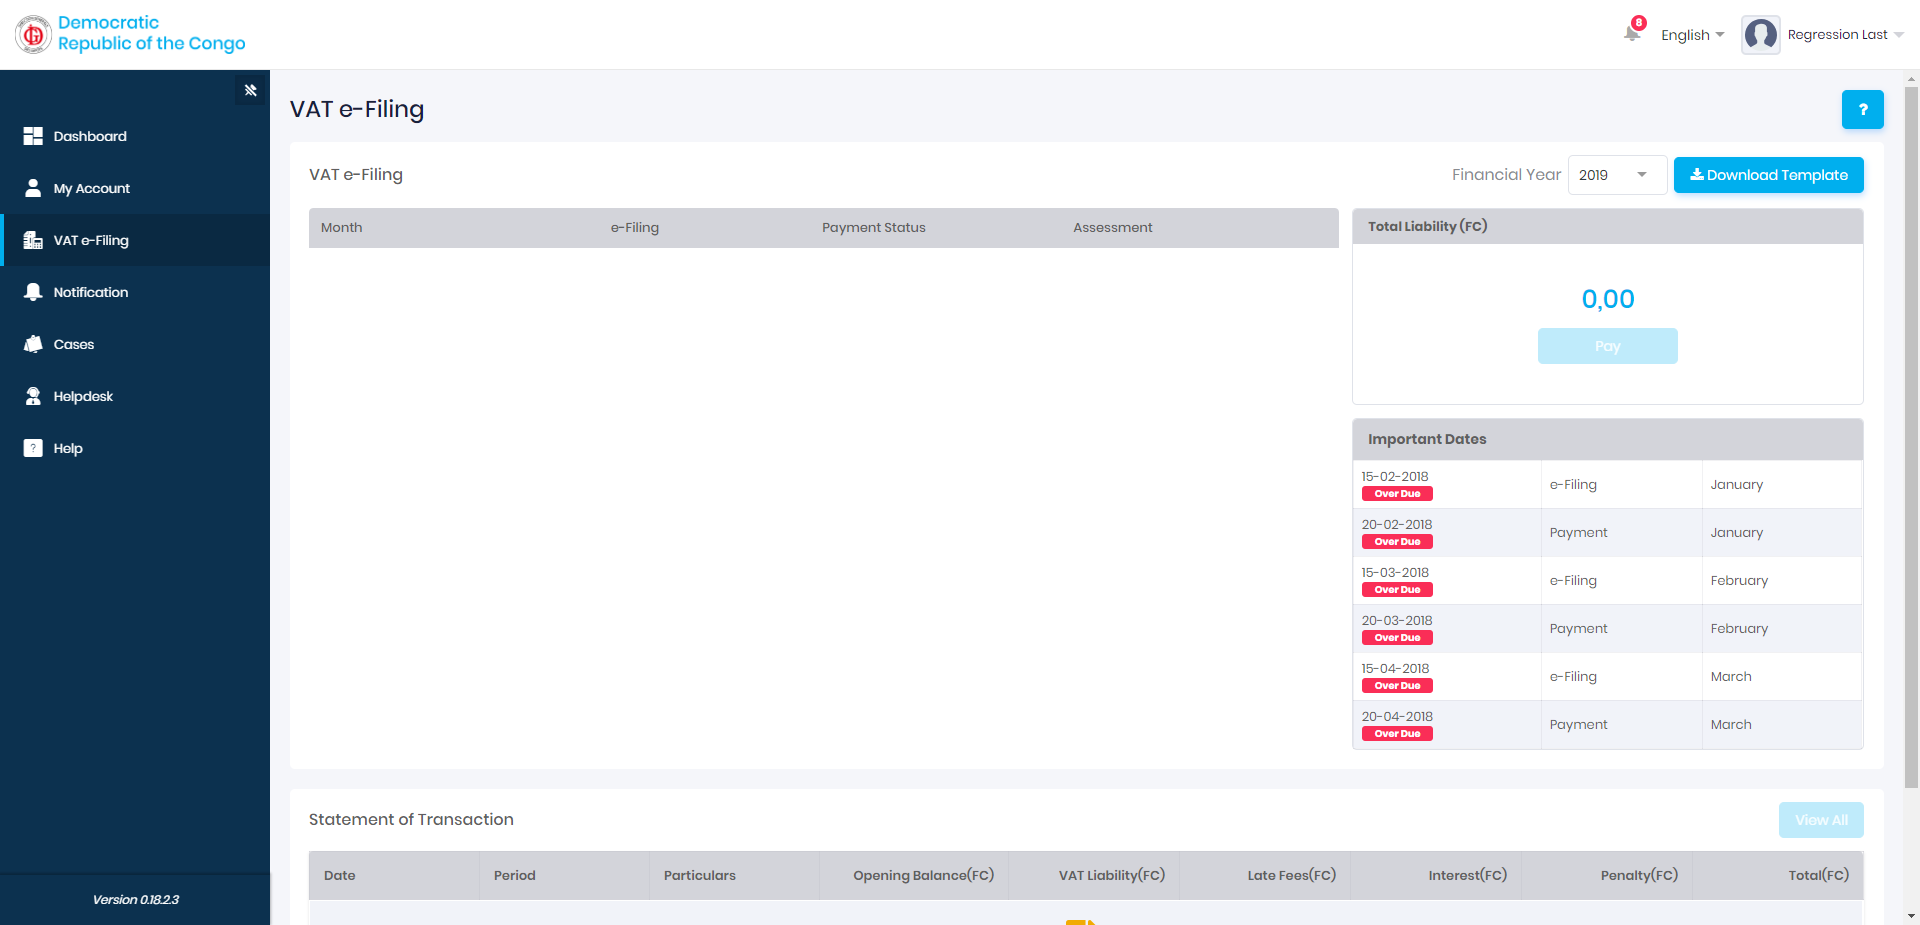 Democratic
Republic of the Congo
8
English
Regression Last
Dashboard
My Account
VAT e-Filing
Notification
Cases
Helpdesk
? Help
Version 0.18.2.3
VAT e-Filing
?
VAT e-Filing
Financial Year 2019 Download Template
Month e-Filing Payment Status Assessment
Total Liability (FC)
0,00
Pay
Important Dates
15-02-2018 e-Filing January
Over Due
20-02-2018 Payment January
Over Due
15-03-2018 e-Filing February
Over Due
20-03-2018 Payment February
Over Due
15-04-2018 e-Filing March
Over Due
20-04-2018 Payment March
Over Due
Statement of Transaction
View All
Date Period Particulars Opening Balance(FC) VAT Liability(FC) Late Fees(FC) Interest(FC) Penalty(FC) Total(FC)